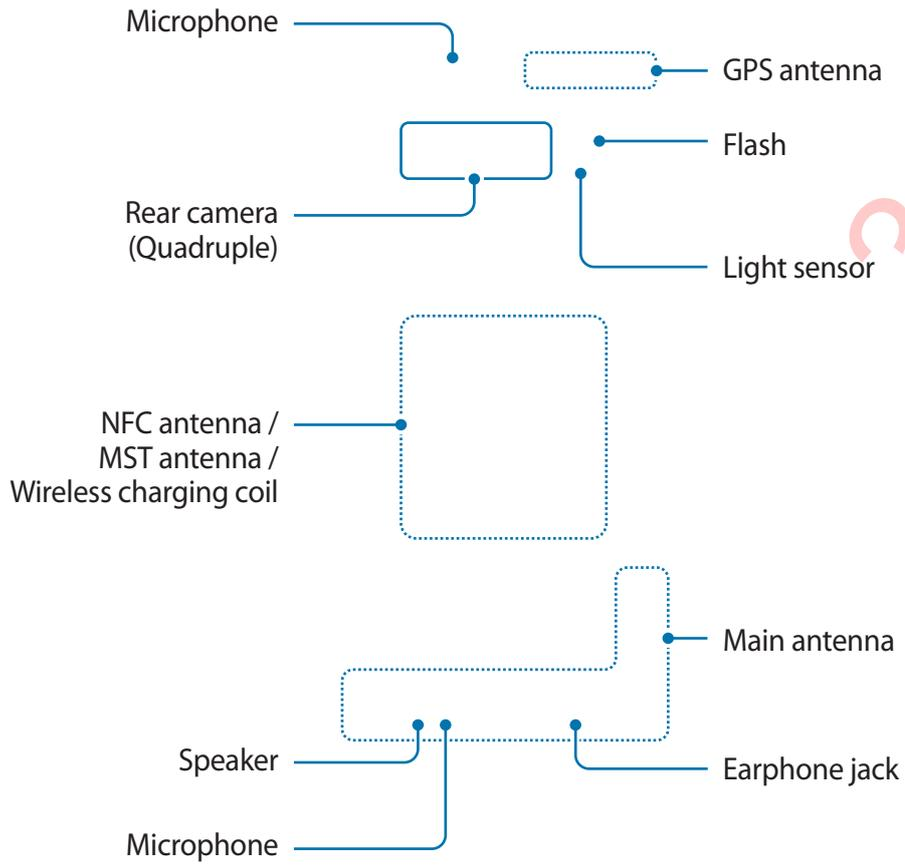 Microphone
GPS antenna
Flash
Rear camera
(Quadruple)
Light sensor
NFC antenna /
MST antenna /
Wireless charging coil
Main antenna
Speaker
Earphone jack
Microphone